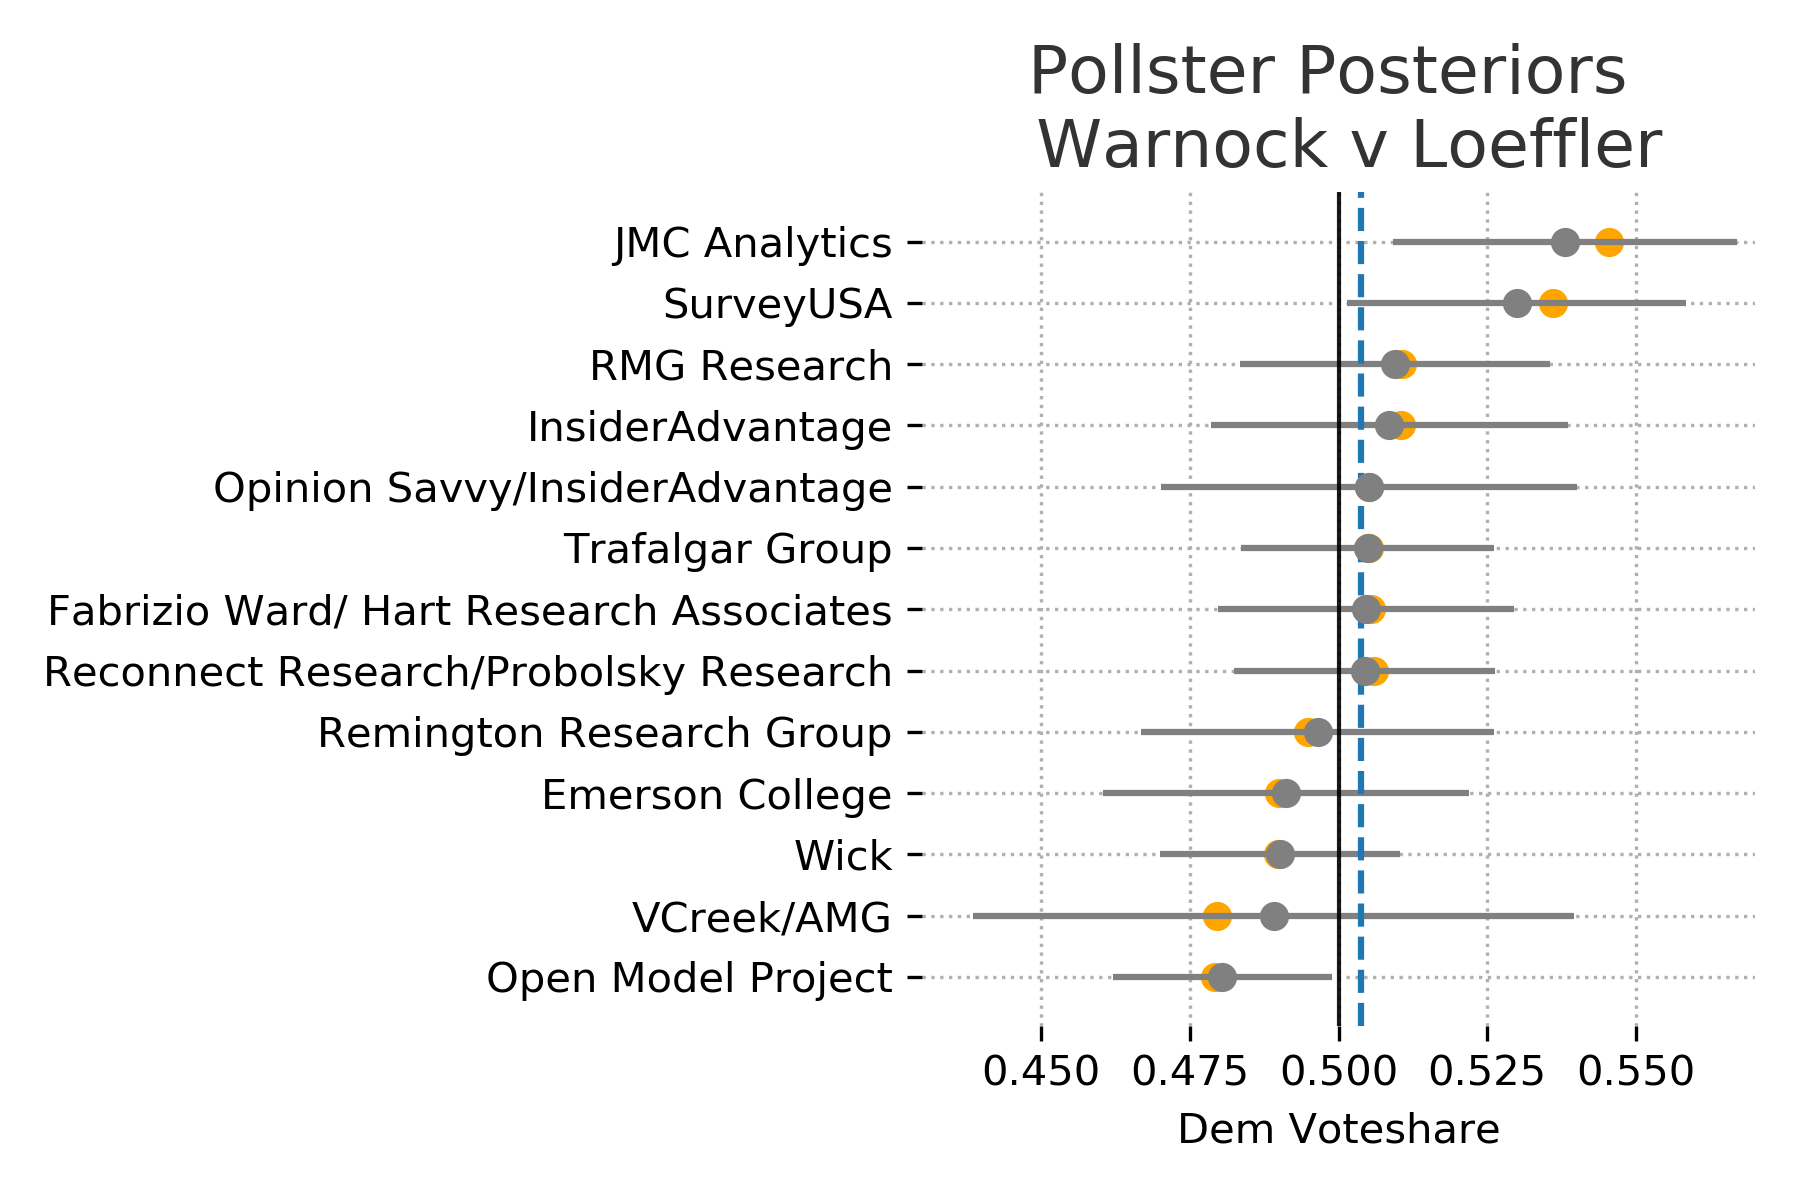 Pollster Posteriors
Warnock v Loeffler
JMC Analytics
SurveyUSA
RMG Research
InsiderAdvantage
Opinion Savvy/InsiderAdvantage
Trafalgar Group
Fabrizio Ward/ Hart Research Associates
Reconnect Research/Probolsky Research
Remington Research Group
Emerson College
Wick
VCreek/AMG
Open Model Project
0.450 0.475 0.500 0.525 0.550
Dem Voteshare